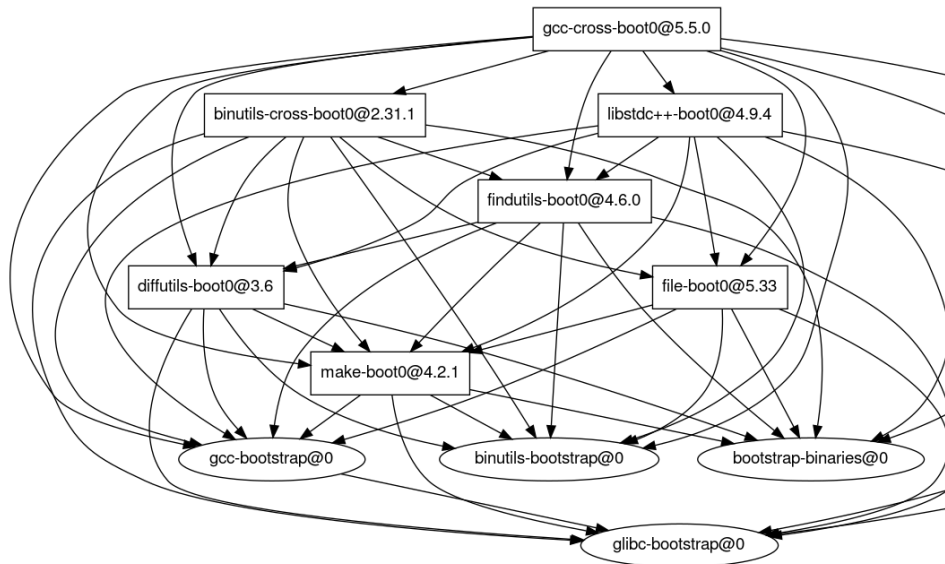 gcc-cross-boot0@5.5.0
binutils-cross-boot0@2.31.1
libstdc++-boot0@4.9.4
findutils-boot0@4.6.0
diffutils-boot0@3.6
file-boot0@5.33
make-boot0@4.2.1
gcc-bootstrap@0
binutils-bootstrap@0
bootstrap-binaries@0
glibc-bootstrap@0